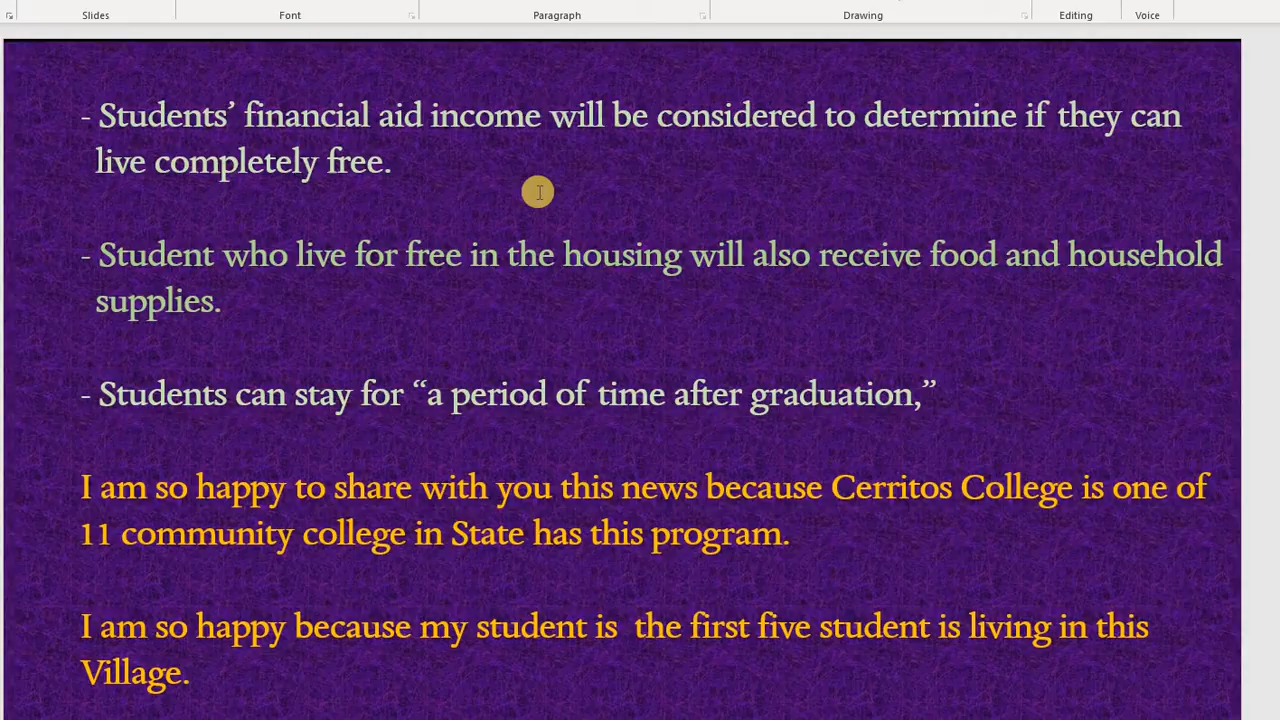 Slides Font Paragraph Drawing Editing Voice
- Students’ financial aid income will be considered to determine if they can
live completely free.
- Student who live for free in the housing will also receive food and household
supplies.
- Students can stay for “a period of time after graduation,”
I am so happy to share with you this news because Cerritos College is one of
11 community college in State has this program.
I am so happy because my student is the first five student is living in this
Village.